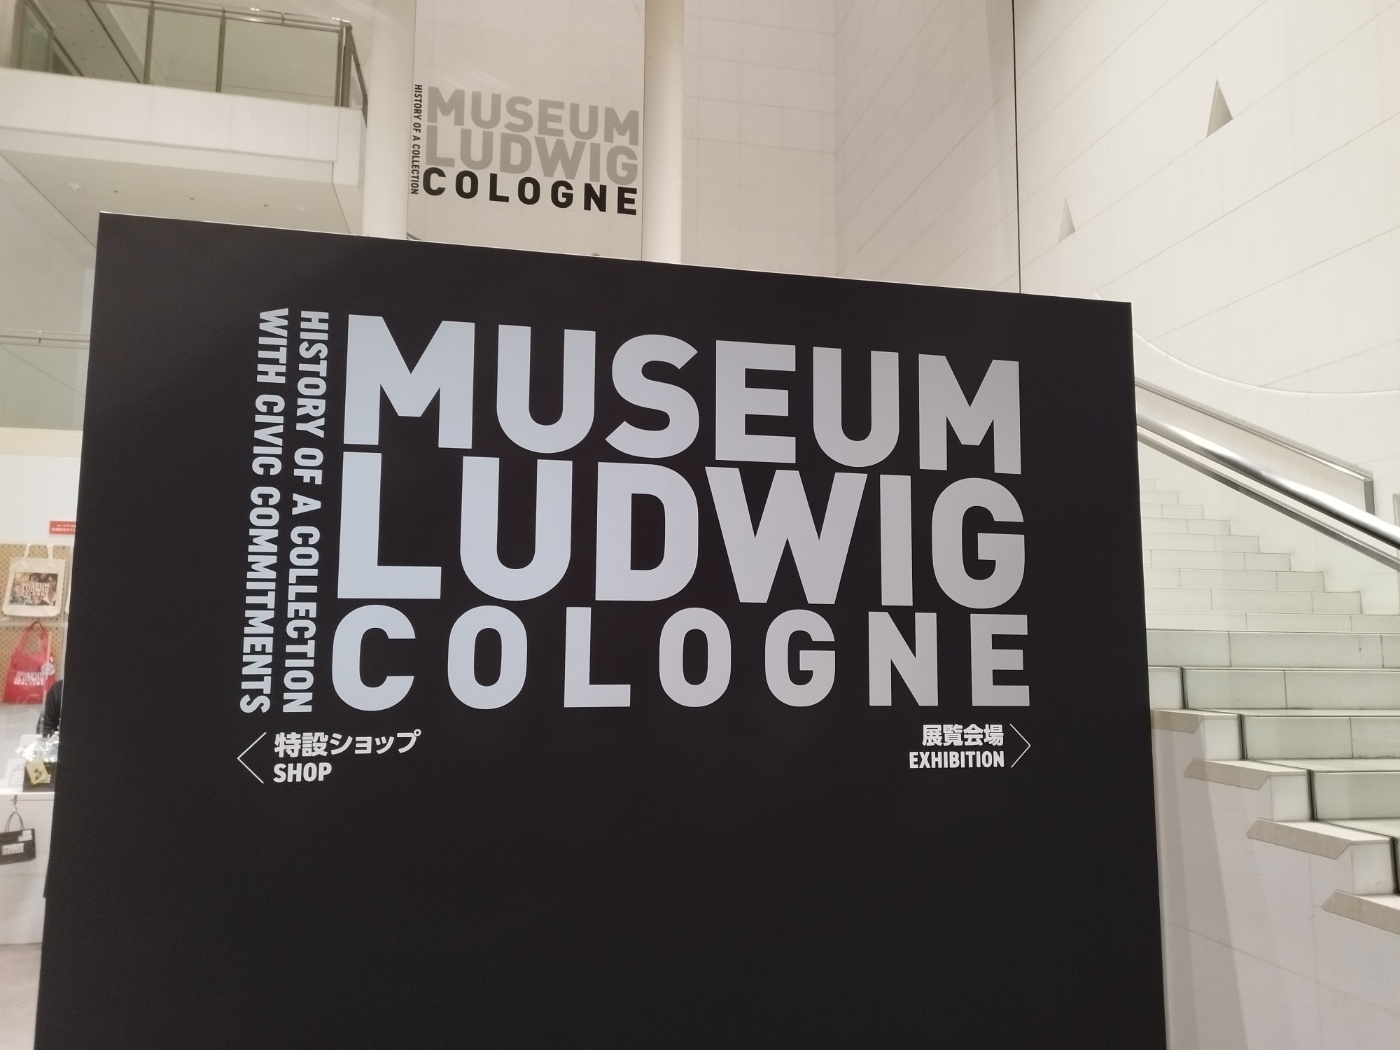 HISTORY OF A COLLECTION
MUSEUM
LUDWIG
COLOGNE
HISTORY OF A COLLECTION
WITH CIVIC COMMITMENTS
MUSEUM
LUDWIG
COLOGNE
特設ショップ
SHOP
展覧会場
EXHIBITION